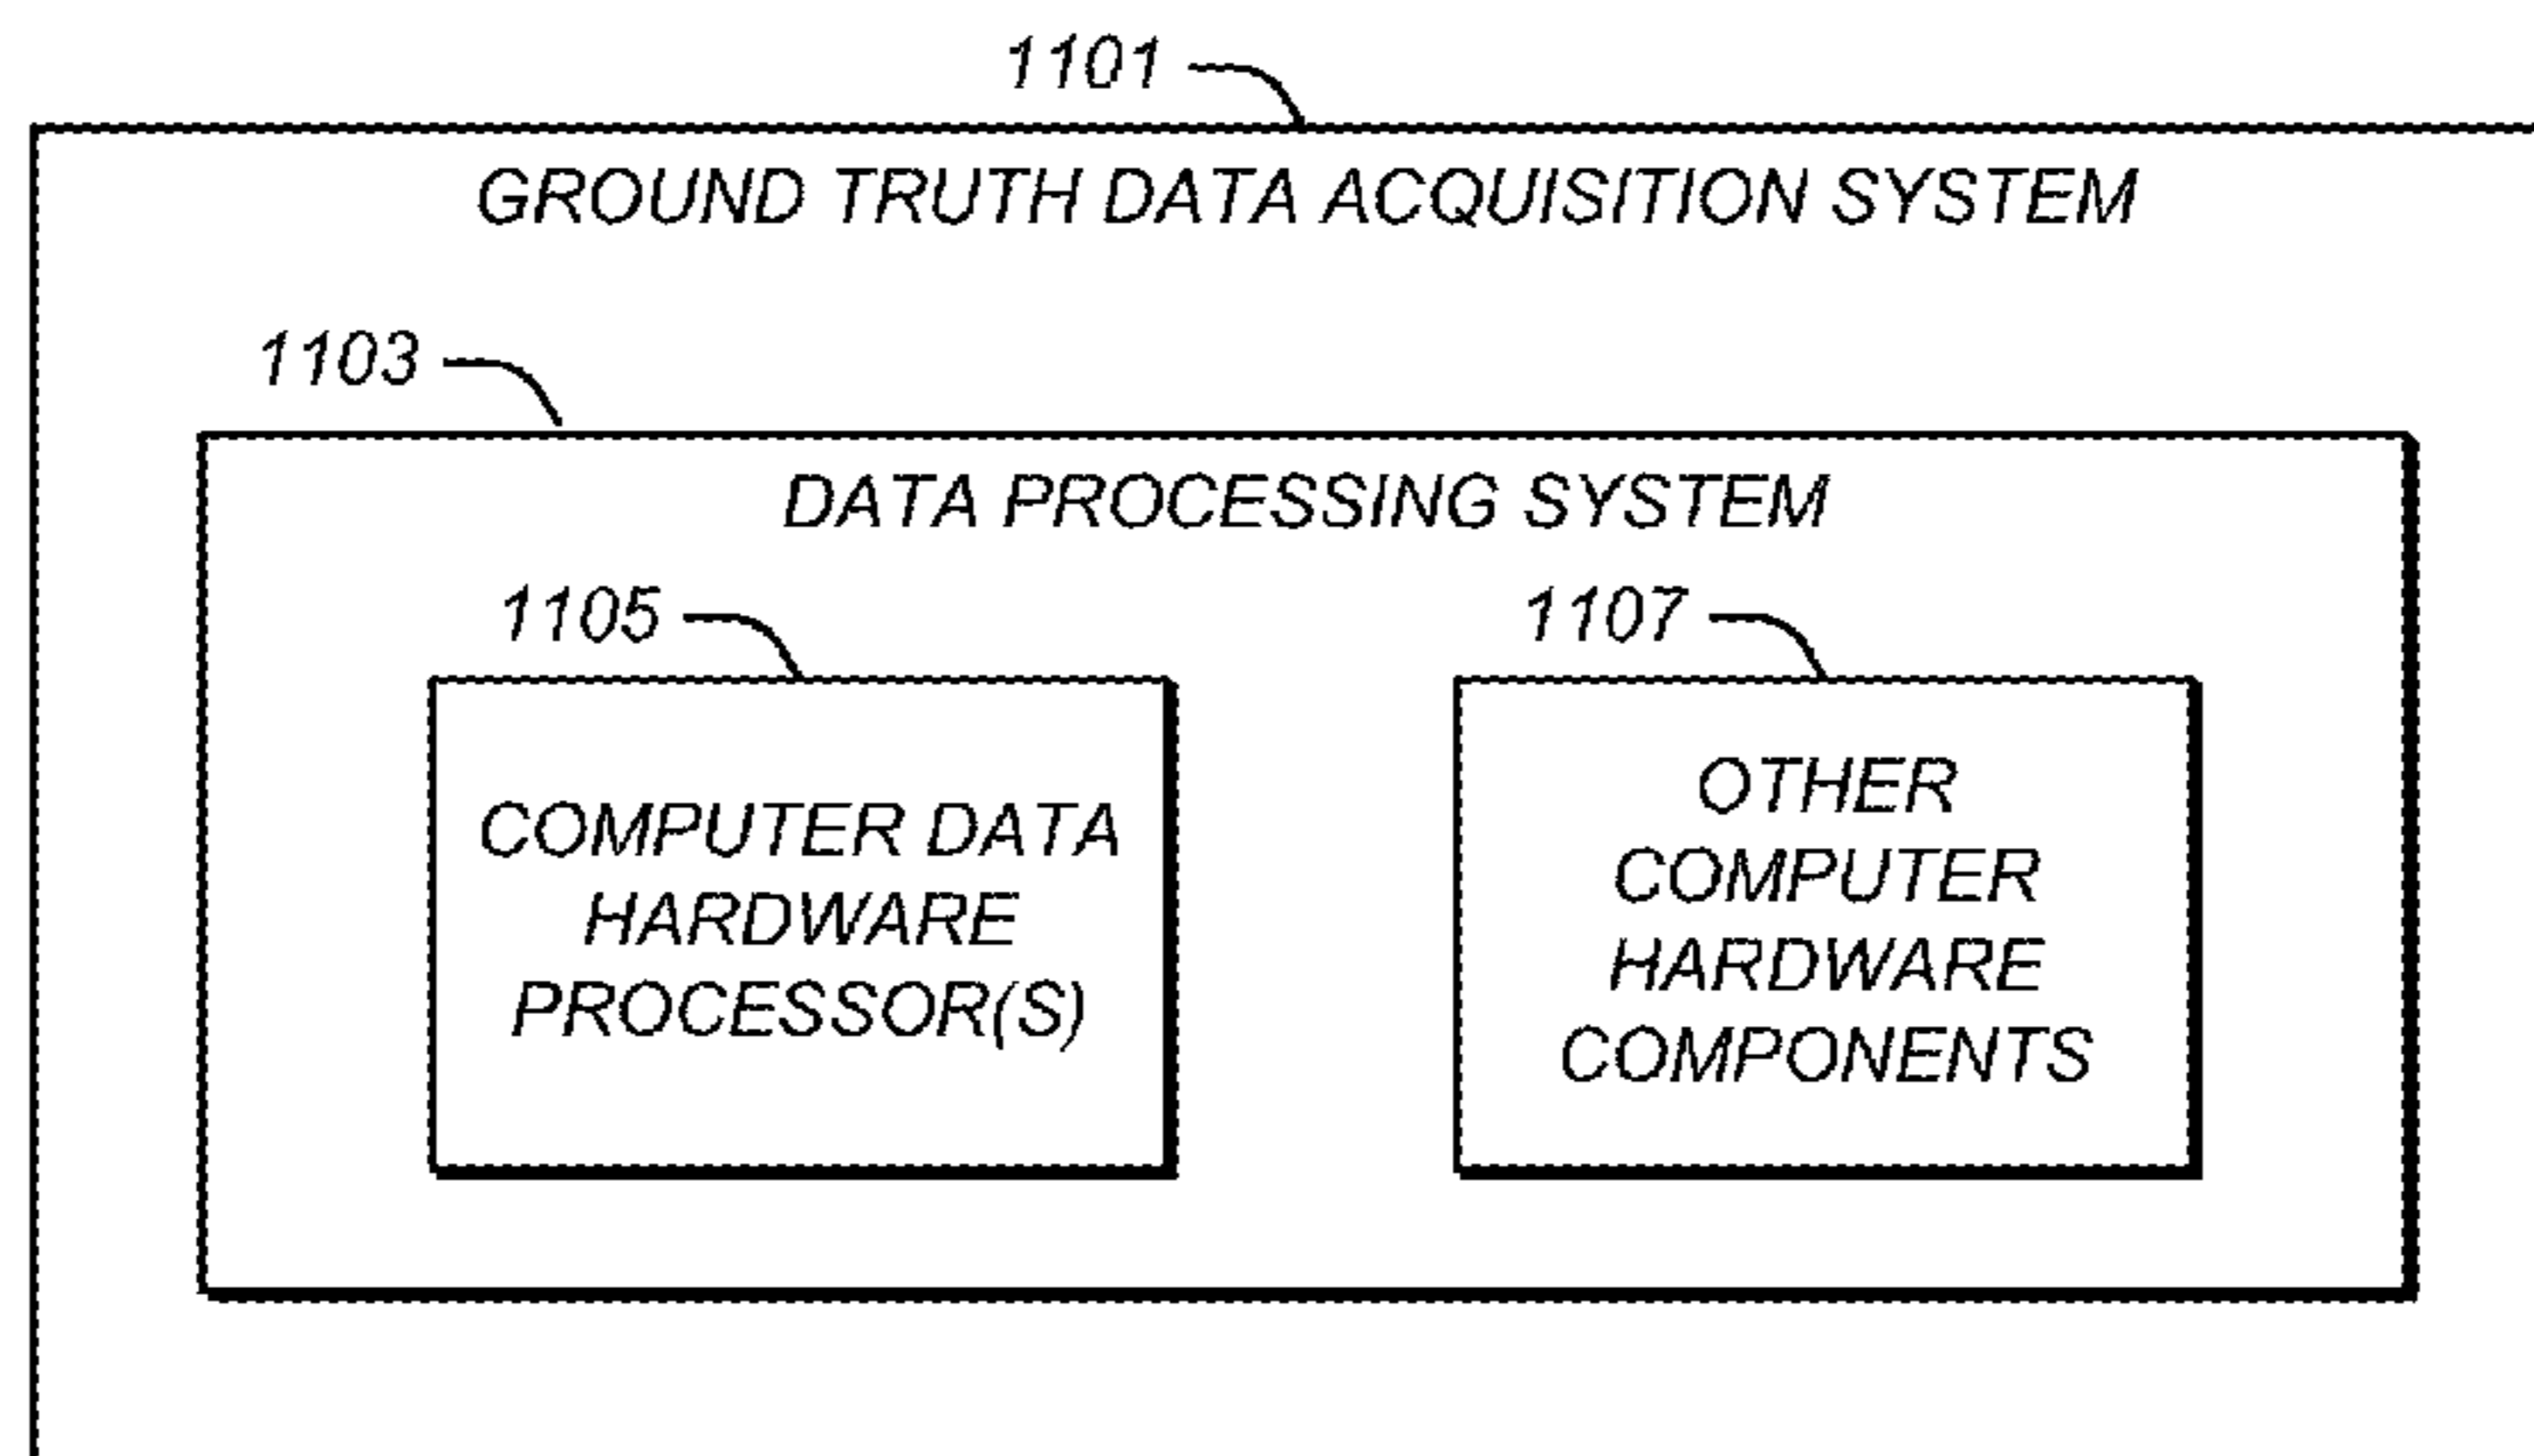 1101
GROUND TRUTH DATA ACQUISITION SYSTEM
1103
DATA PROCESSING SYSTEM
1105
1107
COMPUTER DATA
HARDWARE
PROCESSOR(S)
OTHER
COMPUTER
HARDWARE
COMPONENTS